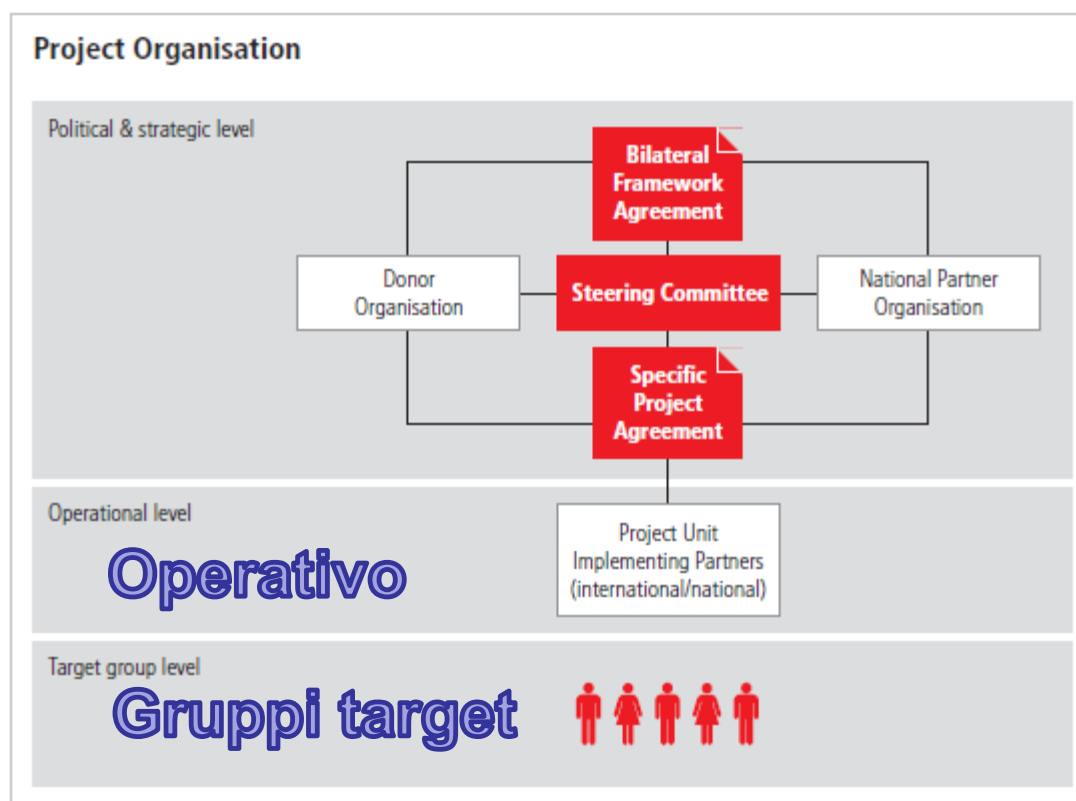 Project Organisation
Political & strategic level
Bilateral
Framework
Agreement
Donor
Organisation
Steering Committee
National Partner
Organisation
Specific
Project
Agreement
Operational level
Operativo
Project Unit
Implementing Partners
(international/national)
Target group level
Gruppi target